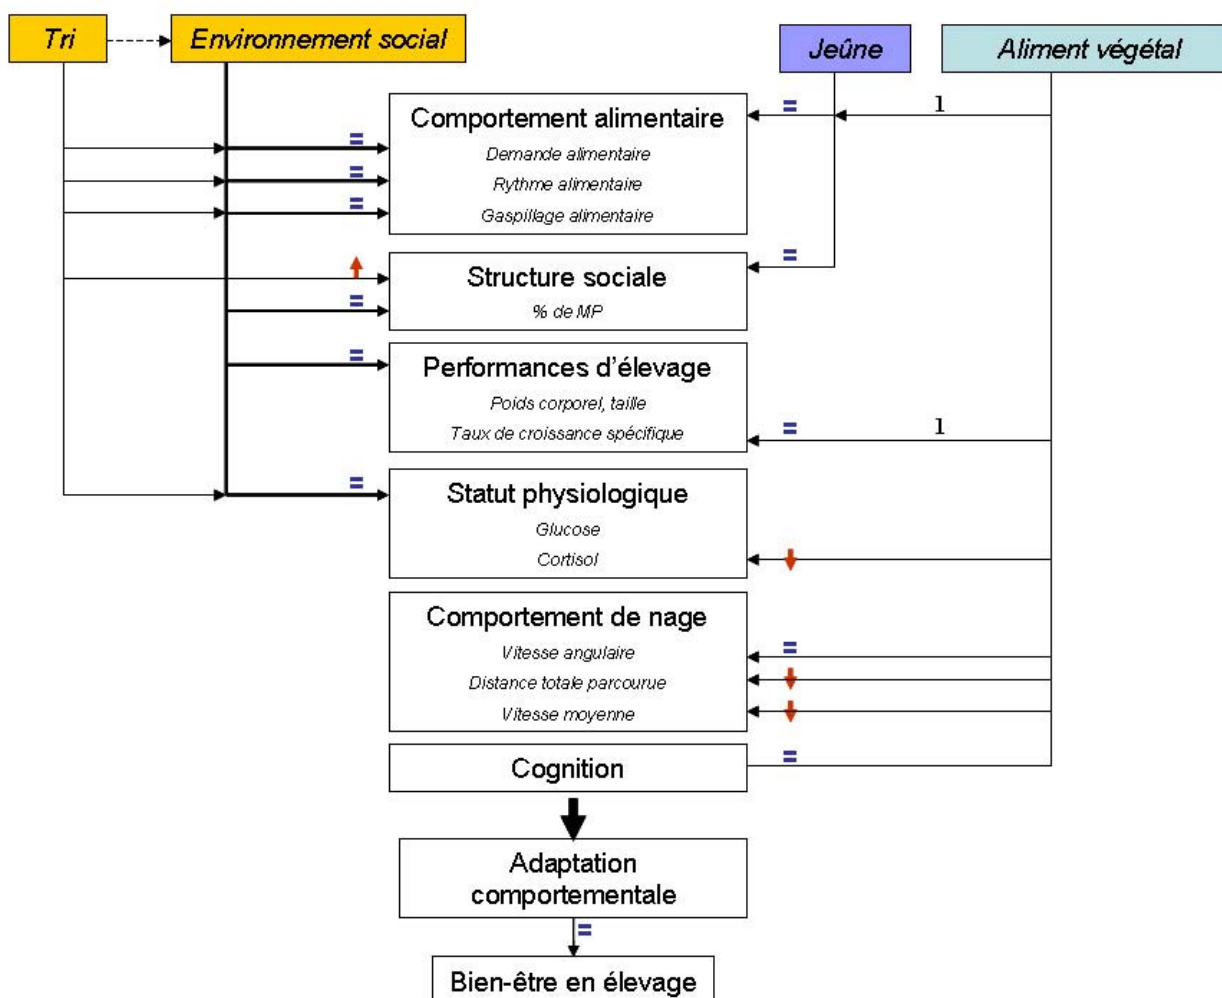 Tri
Environnement social
Jeûne
Aliment végétal
Comportement alimentaire
Demande alimentaire
Rythme alimentaire
Gaspillage alimentaire
= 1
=
=
=
Structure sociale
% de MP
=
=
Performances d'élevage
Poids corporel, taille
Taux de croissance spécifique
=
= 1
Statut physiologique
Glucose
Cortisol
=
Comportement de nage
Vitesse angulaire
Distance totale parcourue
Vitesse moyenne
=
Cognition
=
Adaptation
comportementale
=
Bien-être en élevage